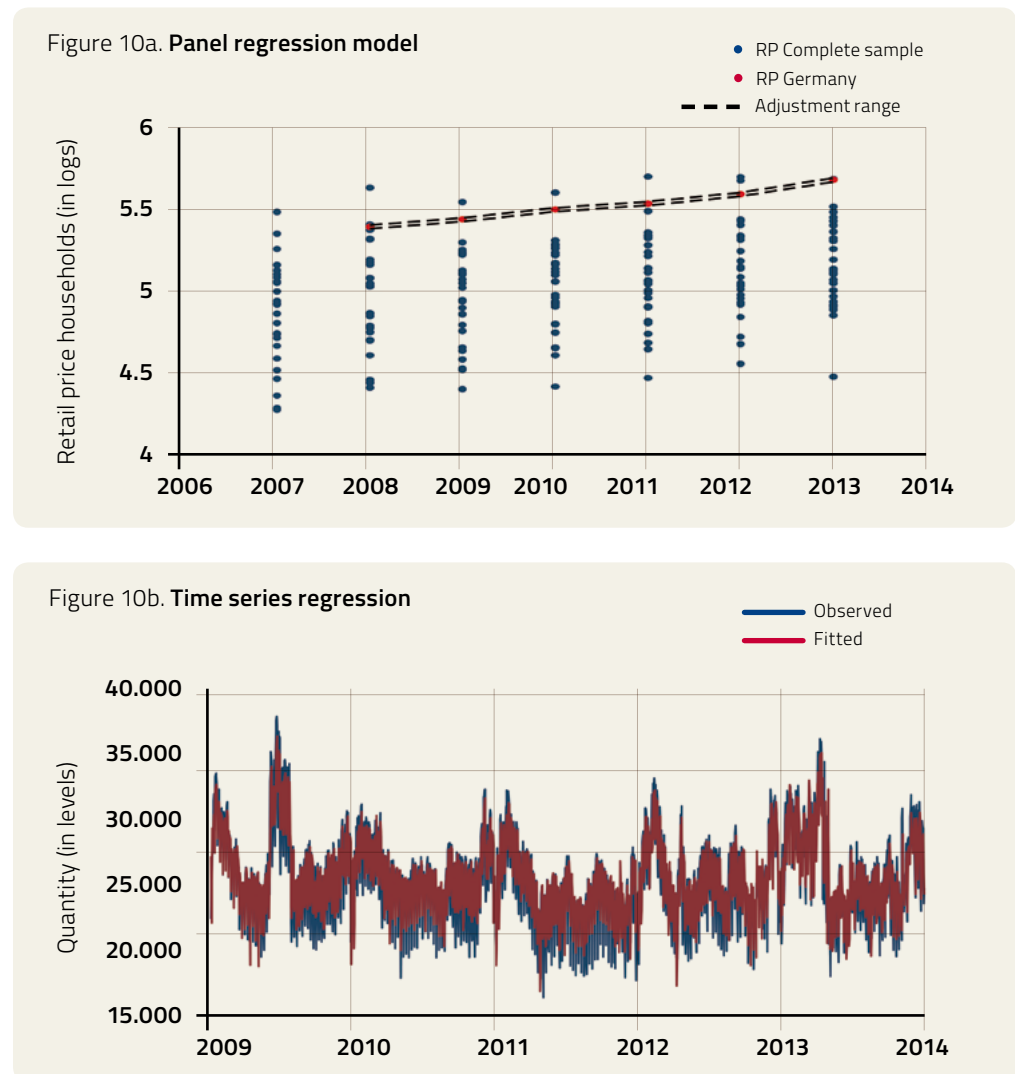 Figure 10a. Panel regression model
RP Complete sample
RP Germany
Adjustment range
Retail price households (in logs)
6
5.5
5
4.5
4
2006 2007 2008 2009 2010 2011 2012 2013 2014
Figure 10b. Time series regression
Observed
Fitted
Quantity (in levels)
40.000
35.000
30.000
25.000
20.000
15.000
2009 2010 2011 2012 2013 2014